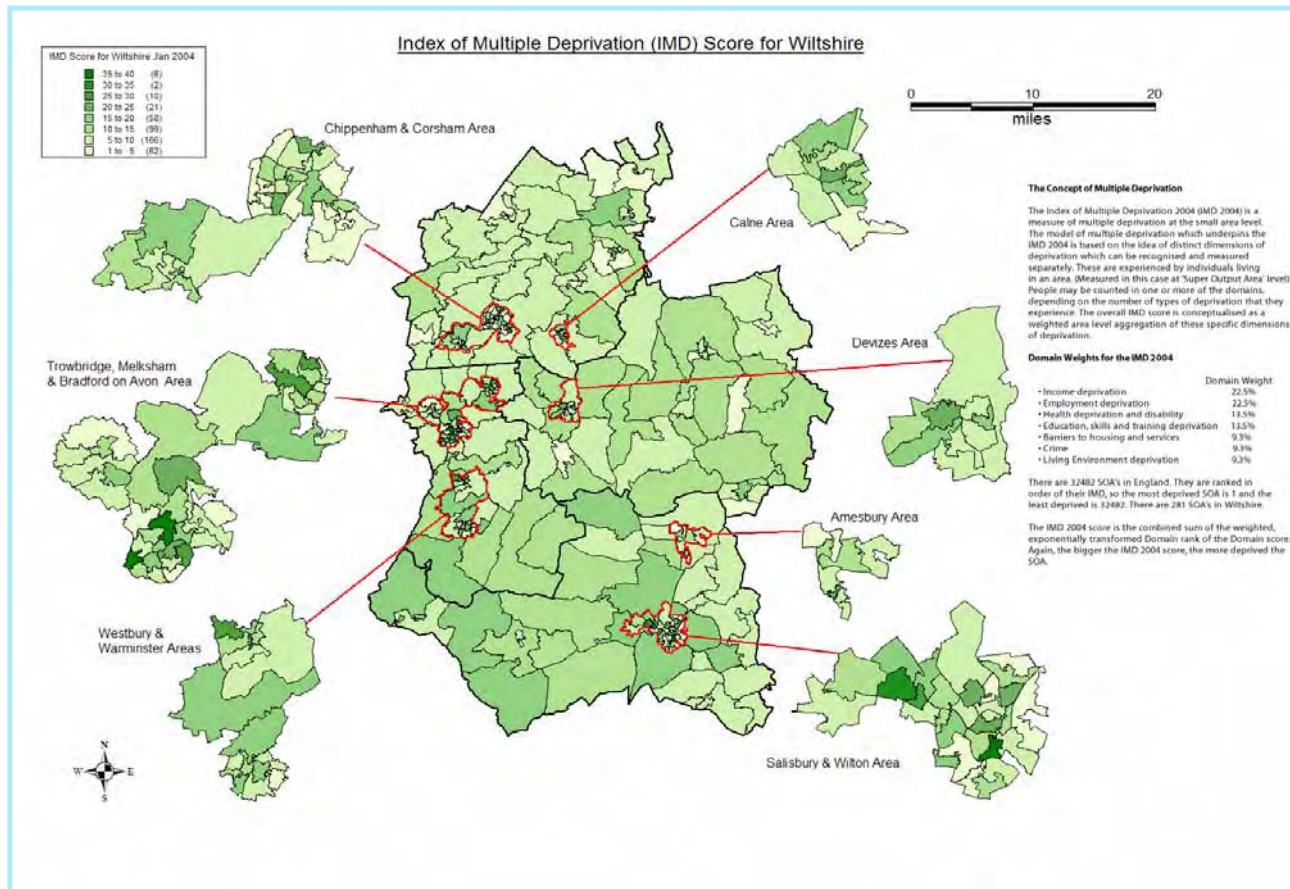 Index of Multiple Deprivation (IMD) Score for Wiltshire
IMD Score for Wiltshire Jan 2004
35 to 40 (6)
30 to 35 (2)
25 to 30 (10)
20 to 25 (21)
15 to 20 (58)
10 to 15 (99)
5 to 10 (166)
1 to 5 (62)
0 10 20
miles
Chippenham & Corsham Area
Calne Area
Trowbridge, Melksham
& Bradford on Avon Area
Devizes Area
Amesbury Area
Westbury &
Warminster Areas
Salisbury & Wilton Area
N
W E
S
The Concept of Multiple Deprivation
The Index of Multiple Deprivation 2004 (IMD 2004) is a
measure of multiple deprivation at the small area level.
The model of multiple deprivation which underpins the
IMD 2004 is based on the idea of distinct dimensions of
deprivation which can be recognised and measured
separately. These are experienced by individuals living
in an area. (Measured in this case at 'Super Output Area' level)
People may be counted in one or more of the domains,
depending on the number of types of deprivation that they
experience. The overall IMD score is conceptualised as a
weighted area level aggregation of these specific dimensions
of deprivation.
Domain Weights for the IMD 2004
Domain Weight
• Income deprivation 22.5%
• Employment deprivation 22.5%
• Health deprivation and disability 13.5%
• Education, skills and training deprivation 13.5%
• Barriers to housing and services 9.3%
• Crime 9.3%
• Living Environment deprivation 9.3%
There are 32482 SOA's in England. They are ranked in
order of their IMD, so the most deprived SOA is 1 and the
least deprived is 32482. There are 281 SOA's in Wiltshire.
The IMD 2004 score is the combined sum of the weighted,
exponentially transformed Domain rank of the Domain score.
Again, the bigger the IMD 2004 score, the more deprived the
SOA.